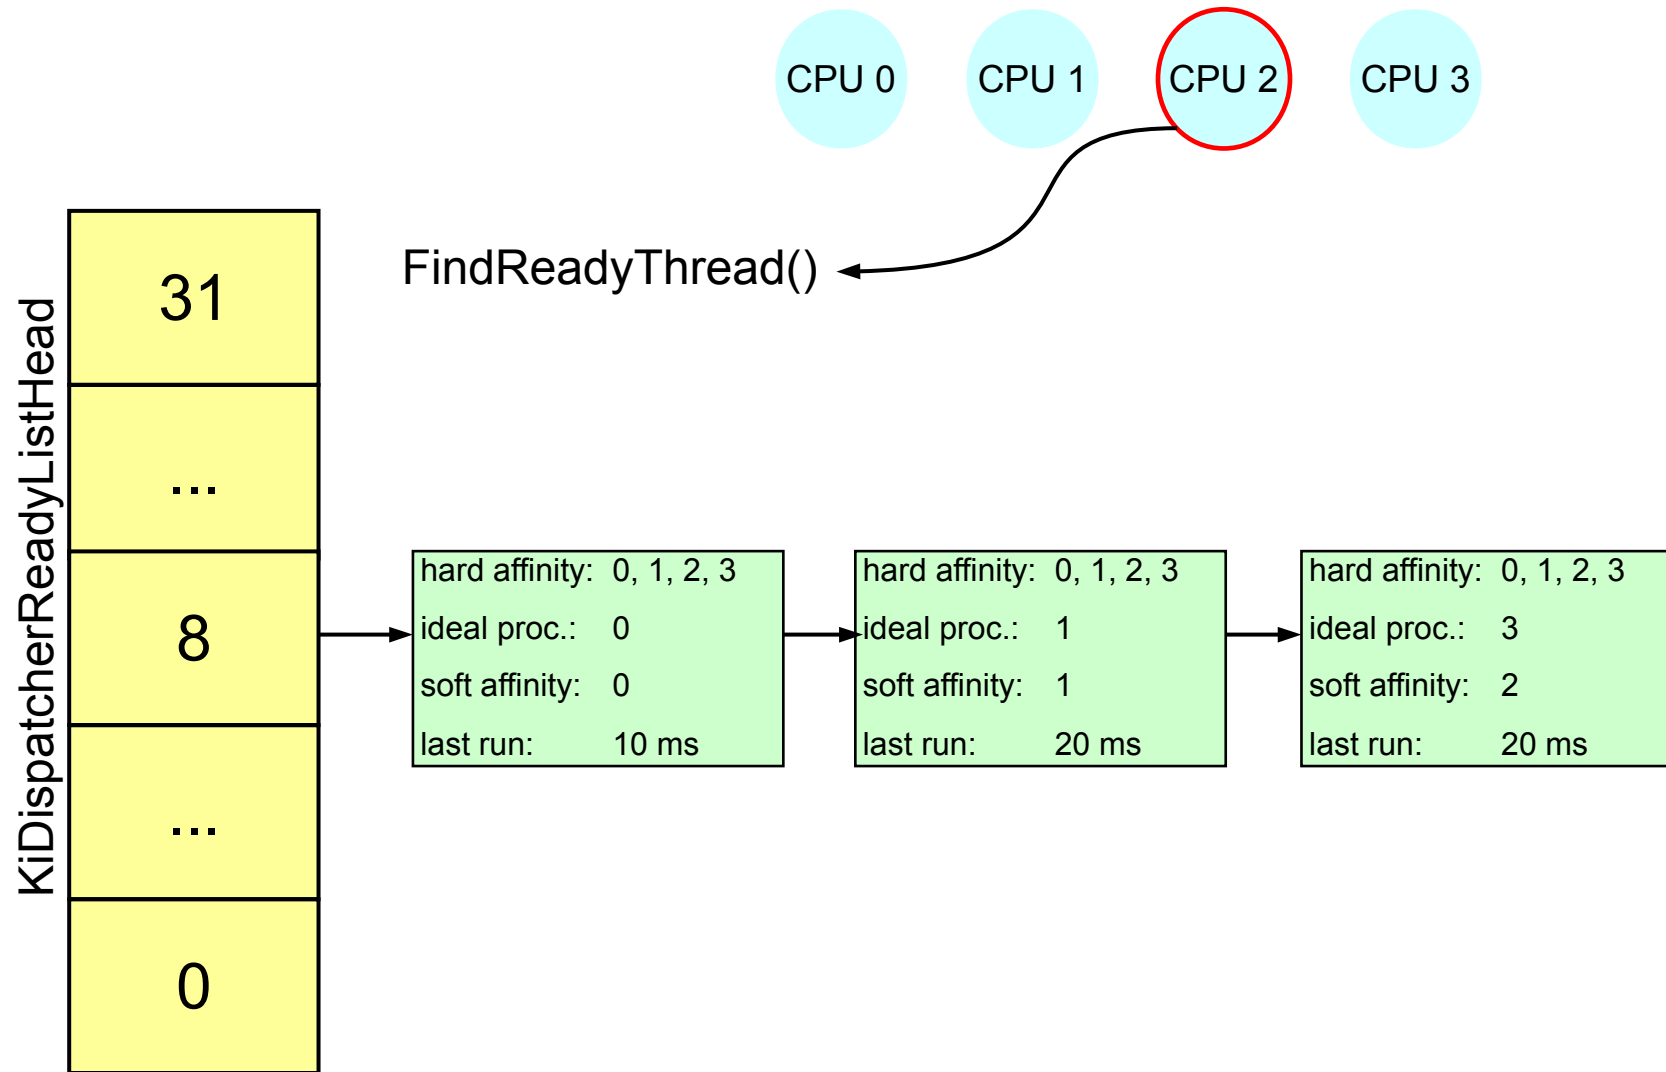 CPU 0 CPU 1 CPU 2 CPU 3
FindReadyThread()
KiDispatcherReadyListHead
31
...
8
...
0
hard affinity: 0, 1, 2, 3
ideal proc.: 0
soft affinity: 0
last run: 10 ms
hard affinity: 0, 1, 2, 3
ideal proc.: 1
soft affinity: 1
last run: 20 ms
hard affinity: 0, 1, 2, 3
ideal proc.: 3
soft affinity: 2
last run: 20 ms